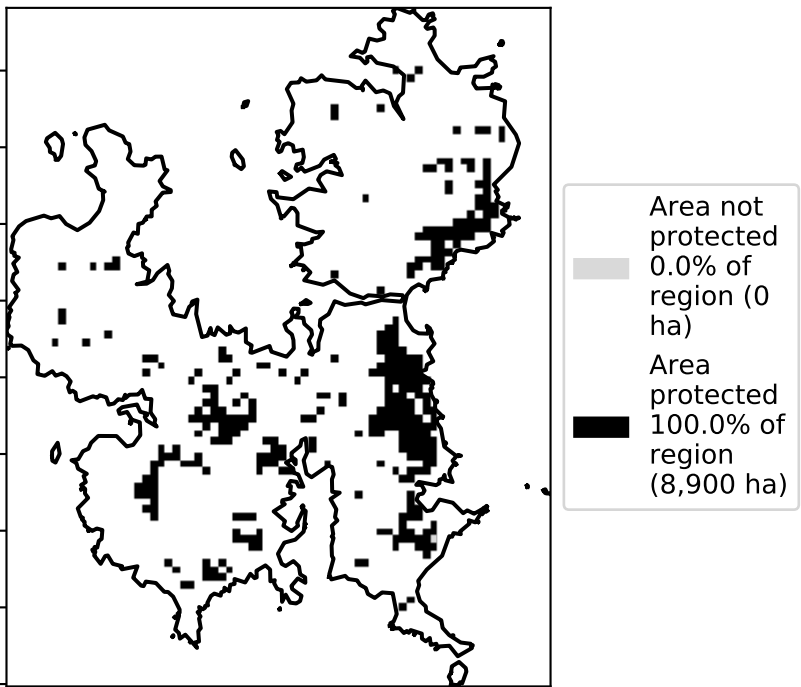 Area not
protected
0.0% of
region (0
ha)
Area
protected
100.0% of
region
(8,900 ha)